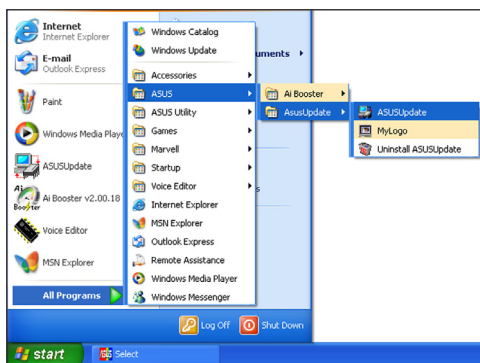 Internet
Internet Explorer
E-mail
Outlook Express
Paint
Windows Media Playe
ASUSUpdate
Ai Booster v2.00.18
Voice Editor
MSN Explorer
All Programs
Windows Catalog
Windows Update
Accessories
ASUS
ASUS Utility
Games
Marvell
Startup
Voice Editor
Internet Explorer
MSN Explorer
Outlook Express
Remote Assistance
Windows Media Player
Windows Messenger
uments
s
Ai Booster
AsusUpdate
ASUSUpdate
MyLogo
Uninstall ASUSUpdate
Log Off
Shut Down
start
Select